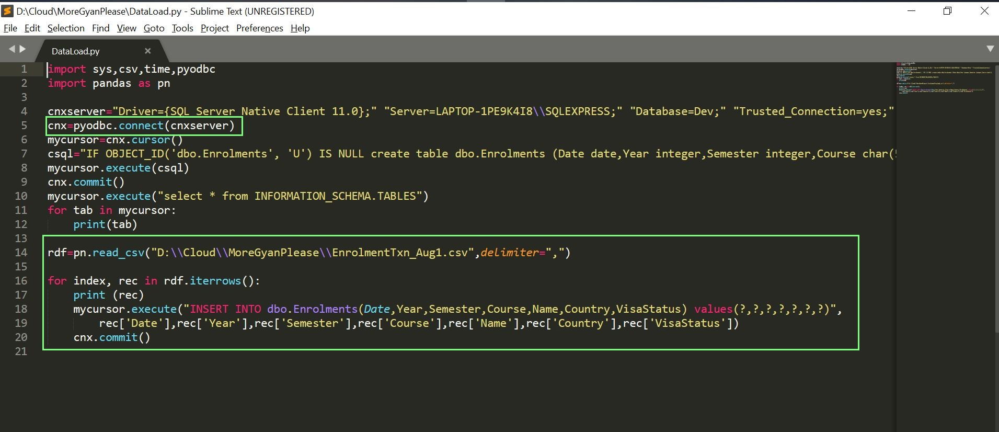 D:\Cloud\MoreGyanPlease\DataLoad.py - Sublime Text (UNREGISTERED)
File Edit Selection Find View Goto Tools Project Preferences Help
DataLoad.py
1 import sys,csv,time,pyodbc
2 import pandas as pn
3
4 cnxserver="Driver={SQL Server Native Client 11.0};" "Server=LAPTOP-1PE9K4I8\\SQLEXPRESS;" "Database=Dev;" "Trusted_Connection=yes;"
5 cnx=pyodbc.connect(cnxserver)
6 mycursor=cnx.cursor()
7 csql="IF OBJECT_ID('dbo.Enrolments', 'U') IS NULL create table dbo.Enrolments (Date date,Year integer,Semester integer,Course char(
8 mycursor.execute(csql)
9 cnx.commit()
10 mycursor.execute("select * from INFORMATION_SCHEMA.TABLES")
11 for tab in mycursor:
12     print(tab)
13
14 rdf=pn.read_csv("D:\\Cloud\\MoreGyanPlease\\EnrolmentTxn_Aug1.csv",delimiter=",")
15
16 for index, rec in rdf.iterrows():
17     print (rec)
18     mycursor.execute("INSERT INTO dbo.Enrolments(Date,Year,Semester,Course,Name,Country,VisaStatus) values(?,?,?,?,?,?,?)",
19         rec['Date'],rec['Year'],rec['Semester'],rec['Course'],rec['Name'],rec['Country'],rec['VisaStatus'])
20     cnx.commit()
21